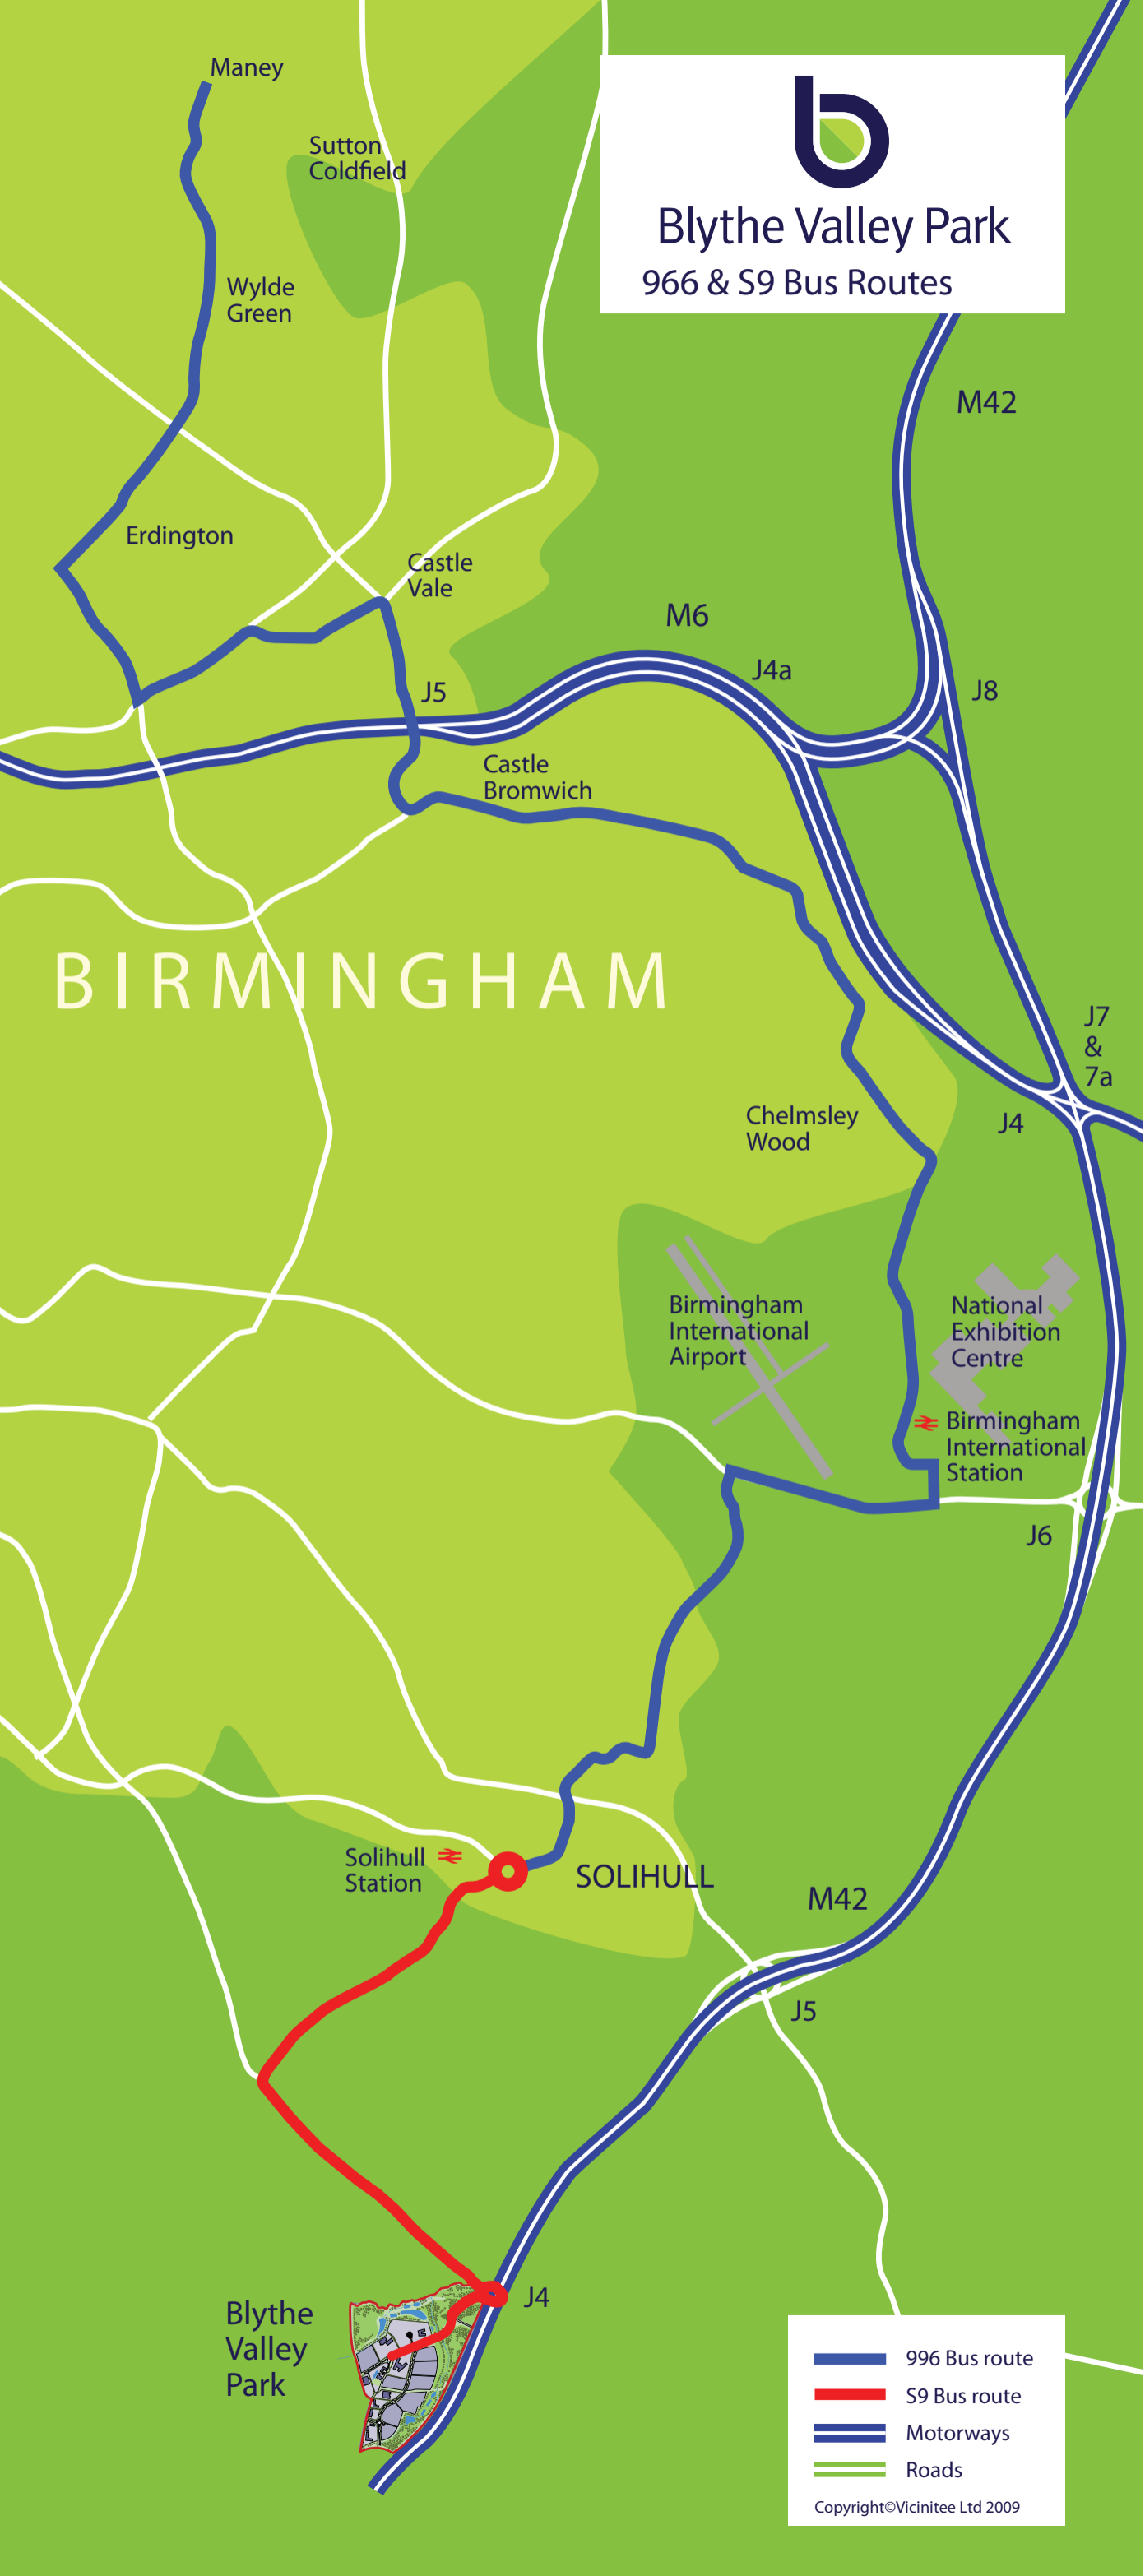 Maney
Sutton
Coldfield
Blythe Valley Park
966 & S9 Bus Routes
Wylde
Green
M42
Erdington
Castle
Vale
M6
J4a
J8
J5
Castle
Bromwich
BIRMINGHAM
J7
&
7a
J4
Chelmsley
Wood
Birmingham
International
Airport
National
Exhibition
Centre
Birmingham
International
Station
J6
Solihull
Station
SOLIHULL
M42
J5
J4
Blythe
Valley
Park
996 Bus route
S9 Bus route
Motorways
Roads
Copyright©Vicinitee Ltd 2009